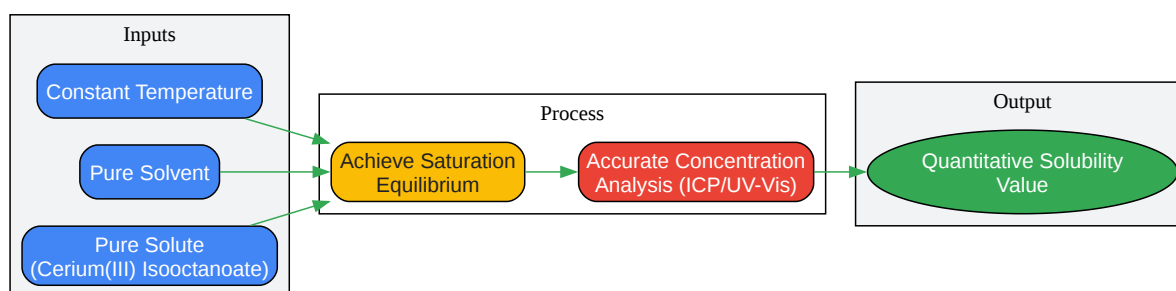 Inputs
Constant Temperature
Pure Solvent
Pure Solute
(Cerium(III) Isooctanoate)
Process
Achieve Saturation
Equilibrium
Accurate Concentration
Analysis (ICP/UV-Vis)
Output
Quantitative Solubility
Value